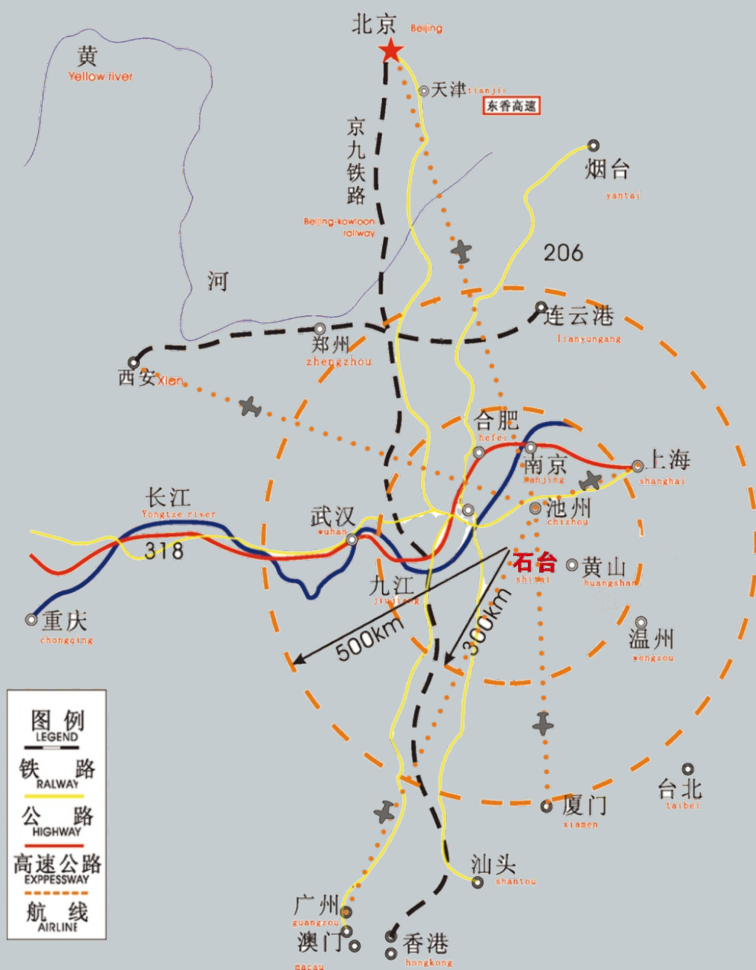 北京 Beijing
黄
Yellow river
天津 tianjin
东香高速
京九铁路
Beijing-kowloon
railway
烟台
yantai
206
河
连云港
lianyungang
郑州
zhengzhou
西安 Xien
合肥
hefei
南京
Nanjing
上海
shanghai
长江
Yongtze river
318
武汉
wuhan
池州
chizhou
石台
shitai
黄山
huangshan
九江
jiujiang
500km
300km
重庆
chongqing
温州
wengzou
图例
LEGEND
铁路
RALWAY
公路
HIGHWAY
高速公路
EXPPESSWAY
航线
AIRLINE
台北
taibei
厦门
xiamen
汕头
shantou
广州
guangzou
澳门
macau
香港
hongkong